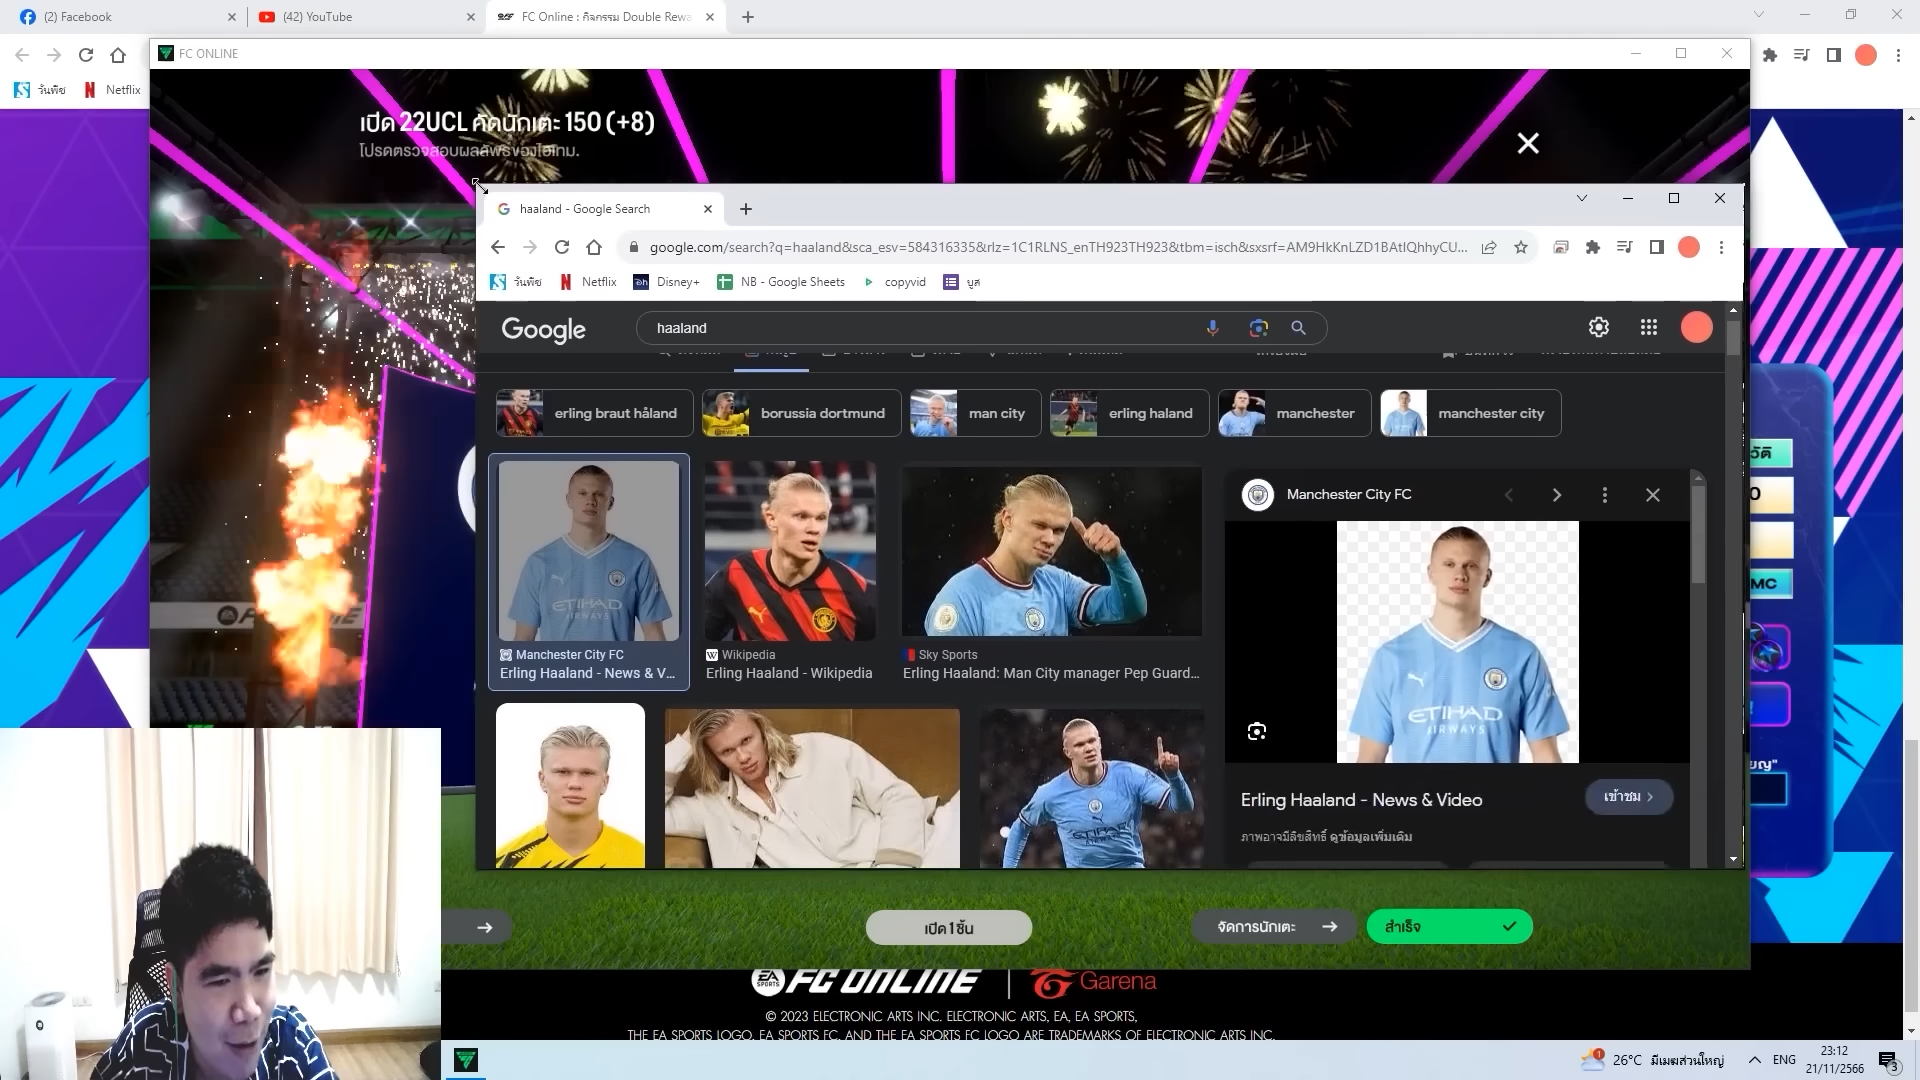 (2) Facebook
(42) YouTube
FC Online : กิจกรรม Double Rewa
FC ONLINE
วันพีช
Netflix
เปิด 22UCL คัดนักเตะ 150 (+8)
โปรดตรวจสอบผลลัพธ์ของไอเทม.
haaland - Google Search
google.com/search?q=haaland&sca_esv=584316335&rlz=1C1RLNS_enTH923TH923&tbm=isch&sxsrf=AM9HkKnLZD1BAtIQhhyCU...
วันพีช
Netflix
Disney+
NB - Google Sheets
copyvid
บูส
Google
haaland
erling braut håland
borussia dortmund
man city
erling haland
manchester
manchester city
Manchester City FC
ETIHAD
AIRWAYS
Manchester City FC
Erling Haaland - News & V...
Wikipedia
Erling Haaland - Wikipedia
Sky Sports
Erling Haaland: Man City manager Pep Guard...
ETIHAD
AIRWAYS
Erling Haaland - News & Video
เข้าชม
ภาพอาจมีลิขสิทธิ์ ดูข้อมูลเพิ่มเติม
เปิด 1 ชิ้น
จัดการนักเตะ
สำเร็จ
EA SPORTS FC ONLINE
Garena
© 2023 ELECTRONIC ARTS INC. ELECTRONIC ARTS, EA, EA SPORTS,
THE EA SPORTS LOGO, EA SPORTS FC, AND THE EA SPORTS FC LOGO ARE TRADEMARKS OF ELECTRONIC ARTS INC.
26°C
มีเมฆส่วนใหญ่
ENG
23:12
21/11/2566
3